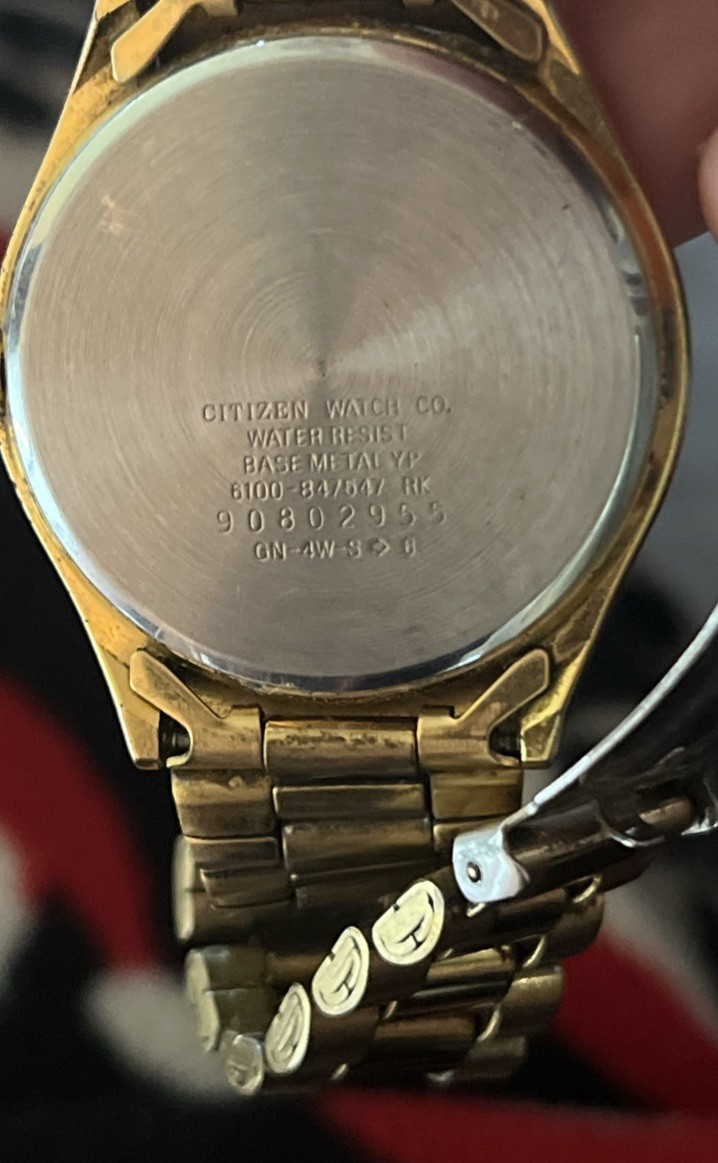 CITIZEN WATCH CO.
WATER RESIST
BASE METAL YP
6100-847547 RK
90802955
GN-4W-S